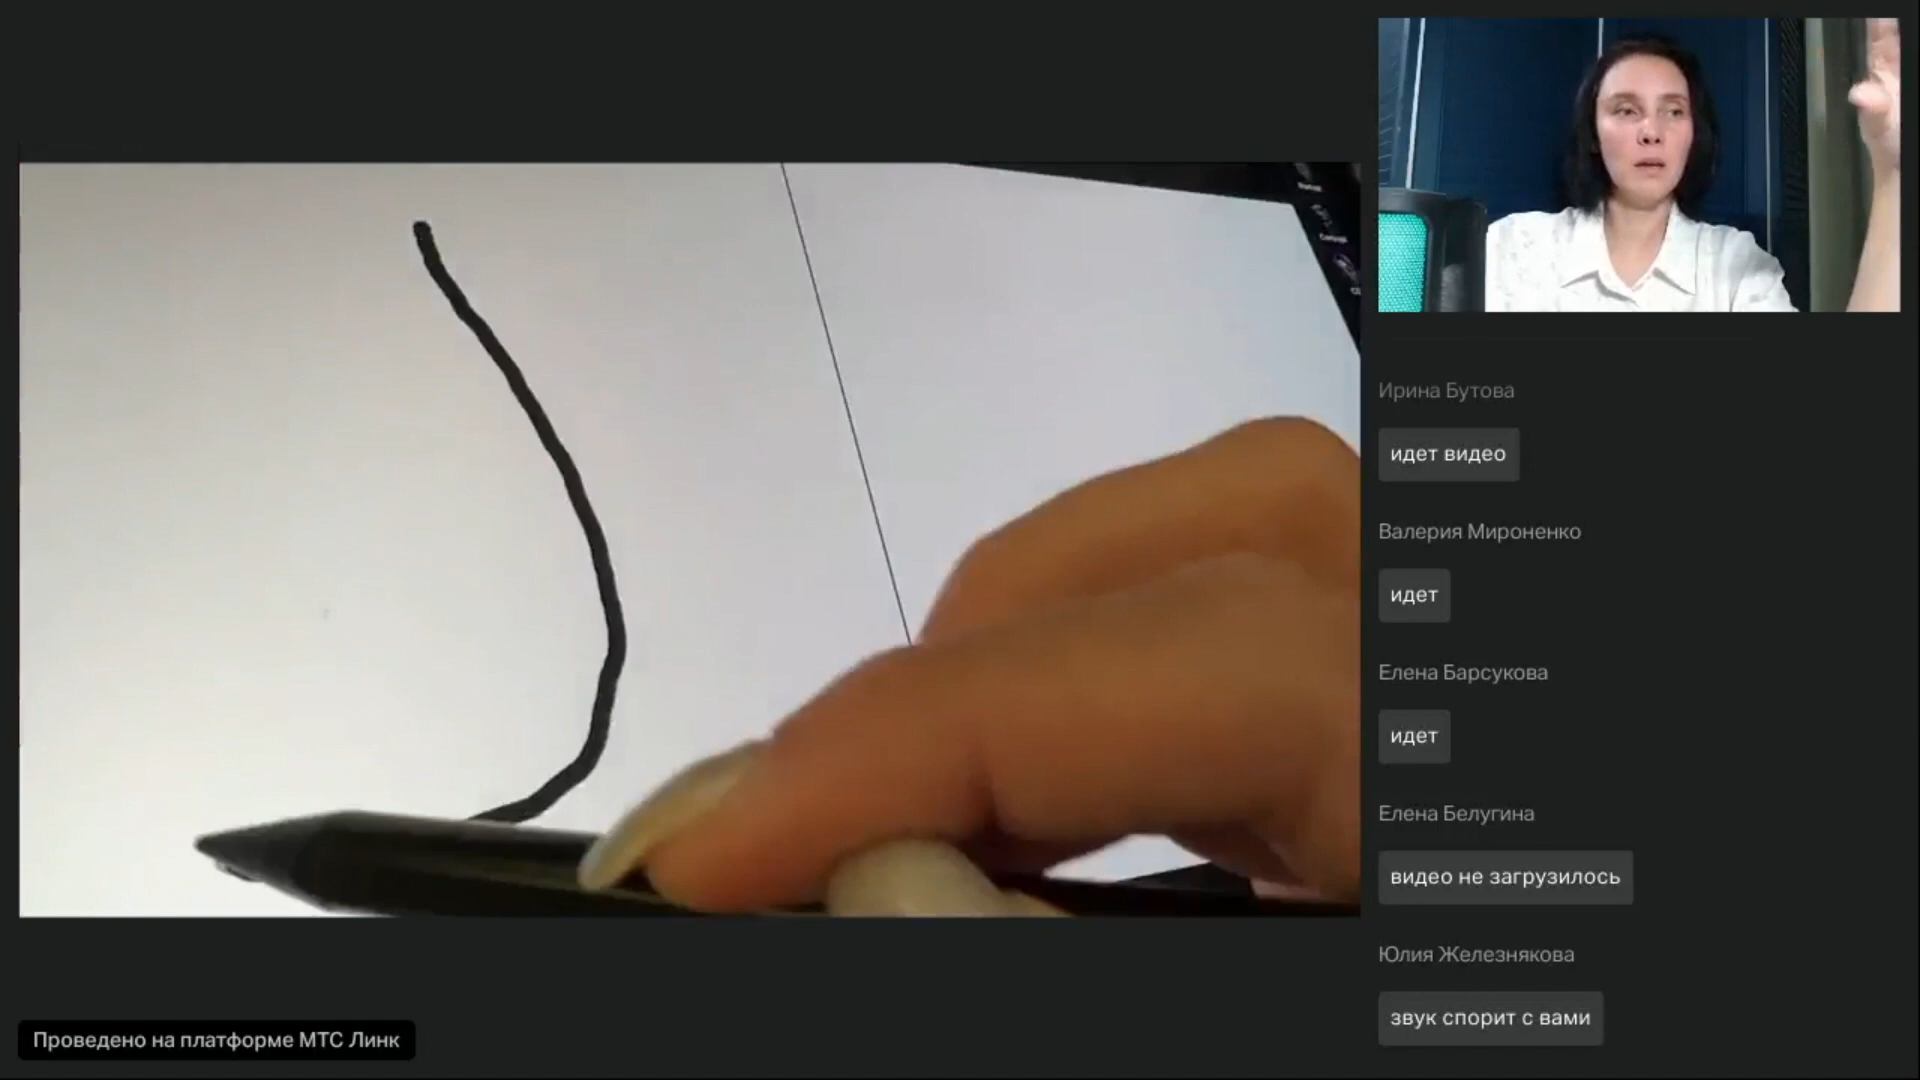 Ирина Бутова
идет видео
Валерия Мироненко
идет
Елена Барсукова
идет
Елена Белугина
видео не загрузилось
Юлия Железнякова
звук спорит с вами
Проведено на платформе МТС Линк